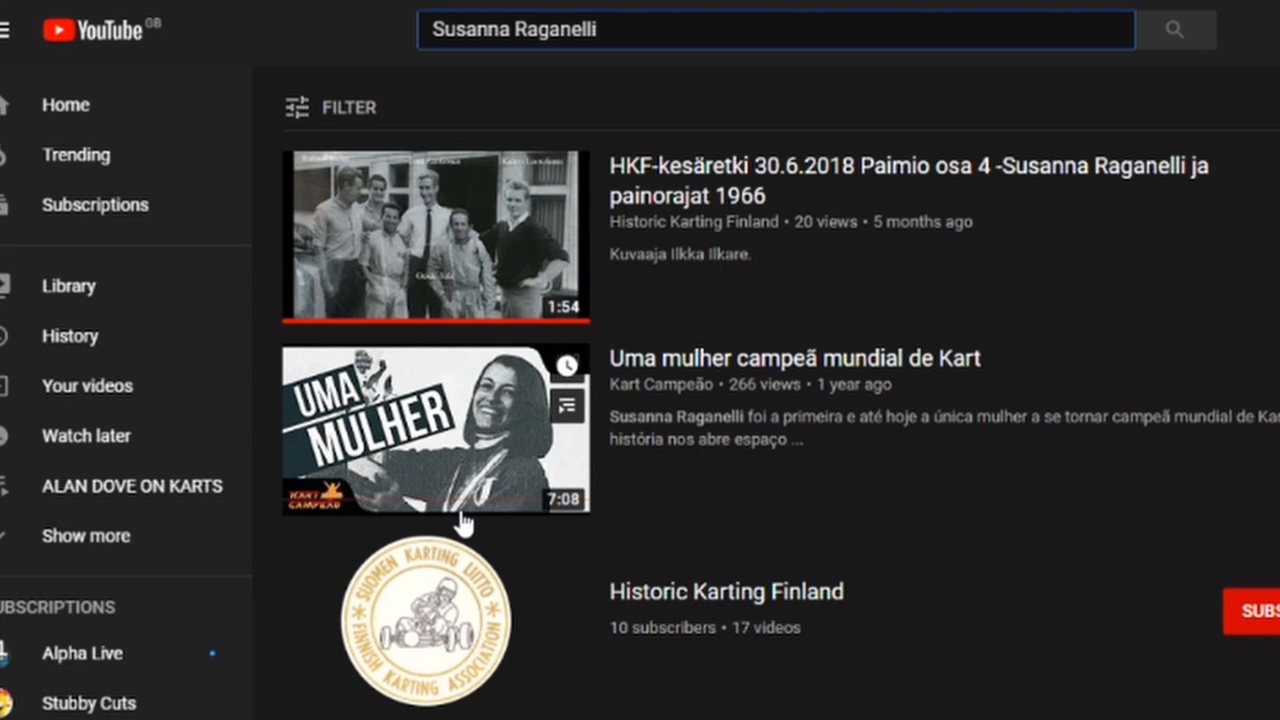 YouTube GB
Susanna Raganelli
Home
Trending
Subscriptions
Library
History
Your videos
Watch later
ALAN DOVE ON KARTS
Show more
UBSCRIPTIONS
Alpha Live
Stubby Cuts
FILTER
1:54
HKF-kesäretki 30.6.2018 Paimio osa 4 -Susanna Raganelli ja
painorajat 1966
Historic Karting Finland • 20 views • 5 months ago
Kuvaaja Ilkka Ilkare.
UMA
MULHER
KART
CAMPEÃO
7:08
Uma mulher campeã mundial de Kart
Kart Campeão • 266 views • 1 year ago
Susanna Raganelli foi a primeira e até hoje a única mulher a se tornar campeã mundial de Kar
história nos abre espaço ...
SUOMEN KARTING LIITTO
FINNISH KARTING ASSOCIATION
Historic Karting Finland
10 subscribers • 17 videos
SUBS